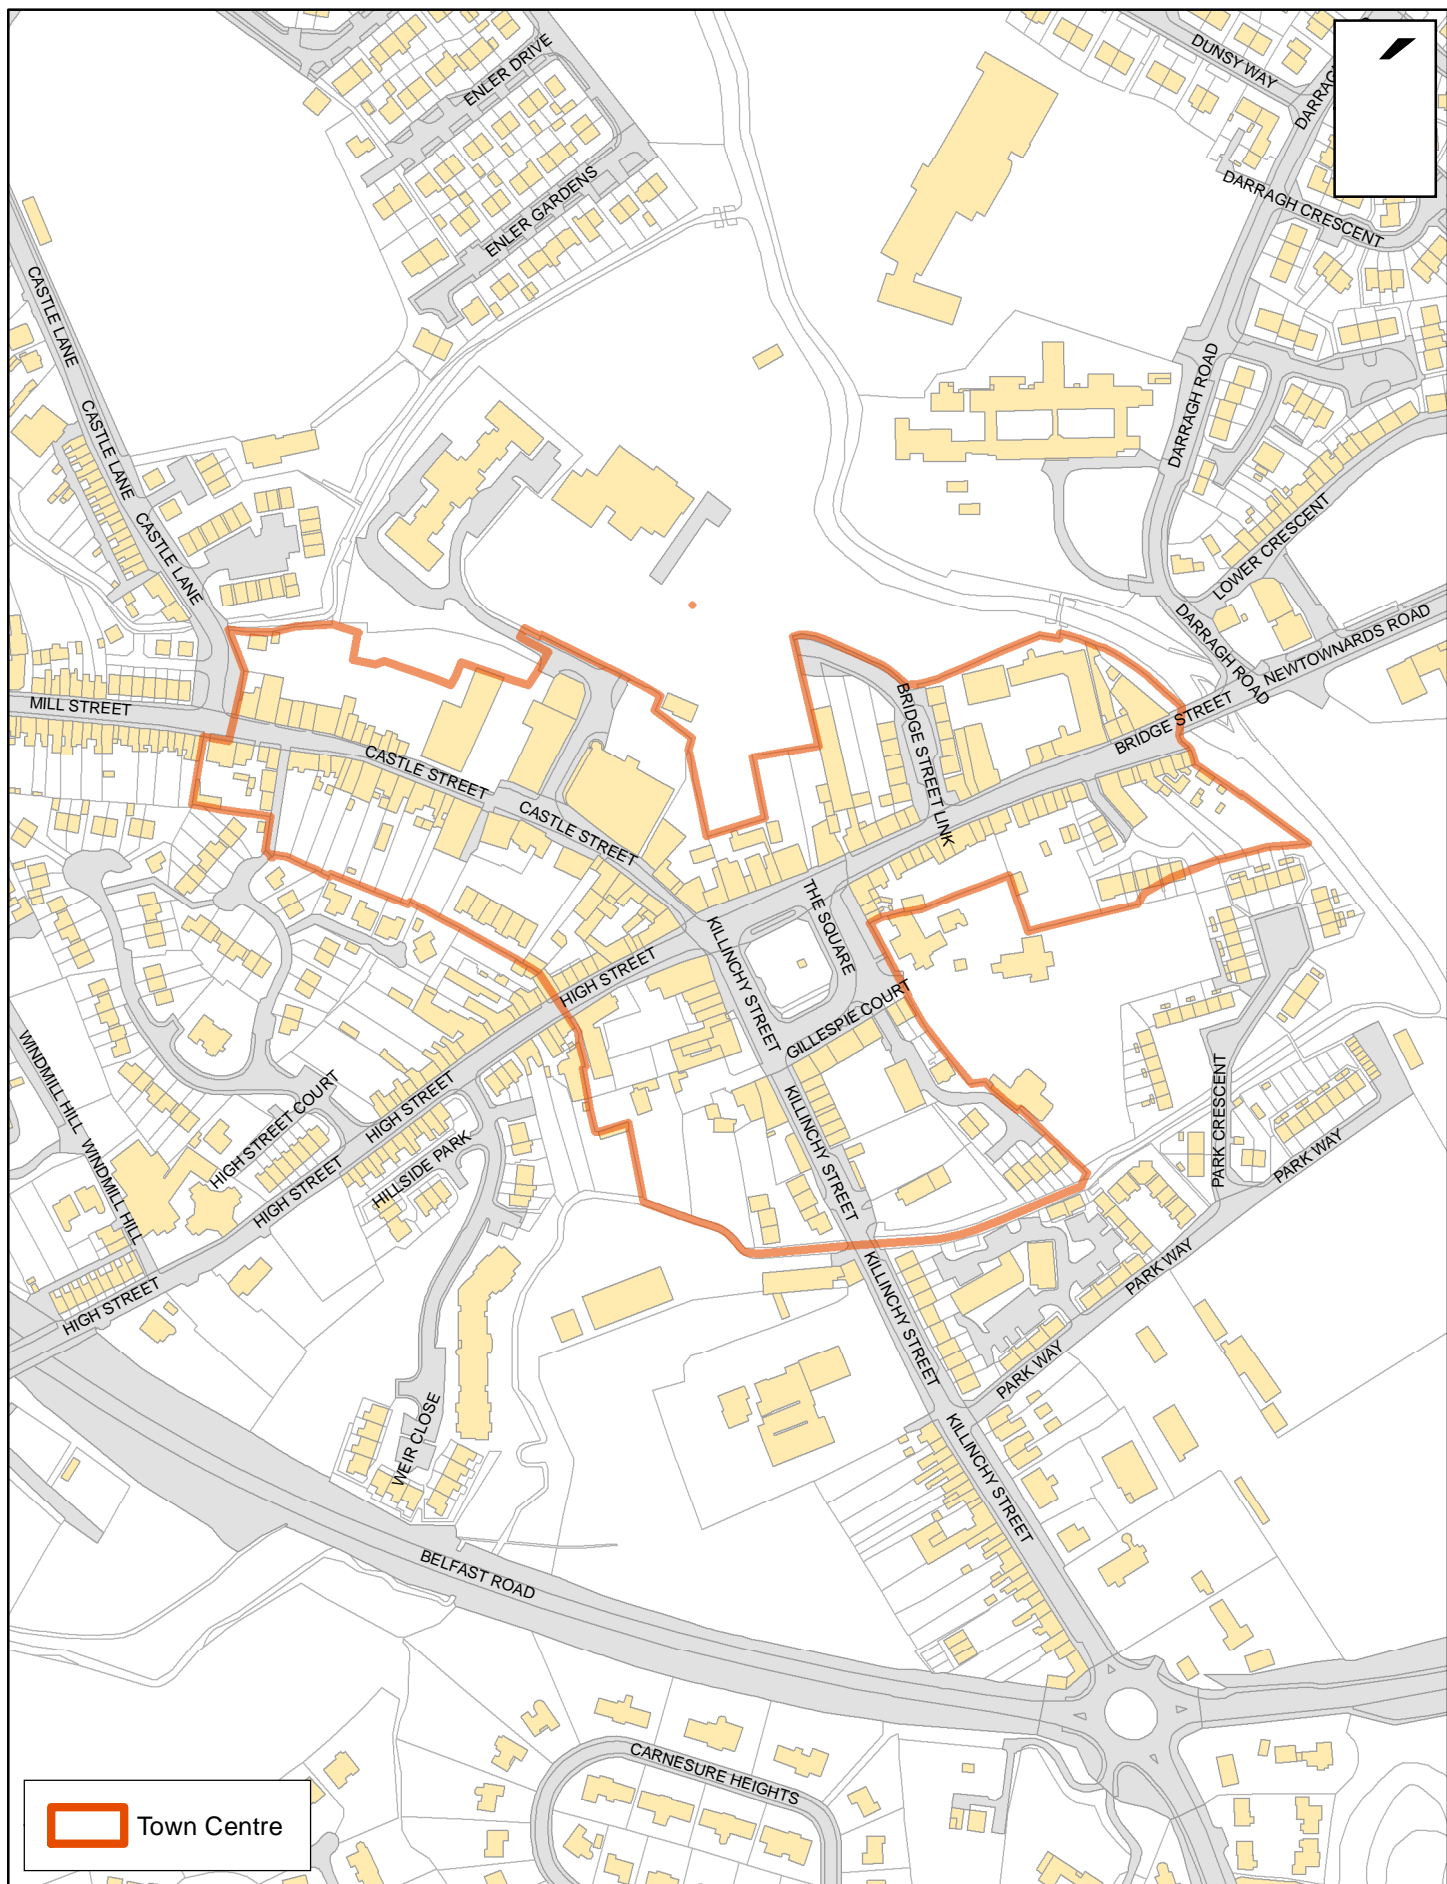 ENLER DRIVE
DUNSY WAY
DARRAG
ENLER GARDENS
DARRAGH CRESCENT
CASTLE LANE
DARRAGH ROAD
CASTLE LANE
CASTLE LANE
LOWER CRESCENT
DARRAGH ROAD
NEWTOWNARDS ROAD
MILL STREET
BRIDGE STREET LINK
BRIDGE STREET
CASTLE STREET
CASTLE STREET
THE SQUARE
KILLINCHY STREET
HIGH STREET
GILLESPIE COURT
WINDMILL HILL
HIGH STREET COURT
HIGH STREET
KILLINCHY STREET
PARK CRESCENT
WINDMILL HILL
HILLSIDE PARK
HIGH STREET
KILLINCHY STREET
PARK WAY
HIGH STREET
KILLINCHY STREET
PARK WAY
PARK WAY
WEIR CLOSE
KILLINCHY STREET
BELFAST ROAD
CARNESURE HEIGHTS
Town Centre